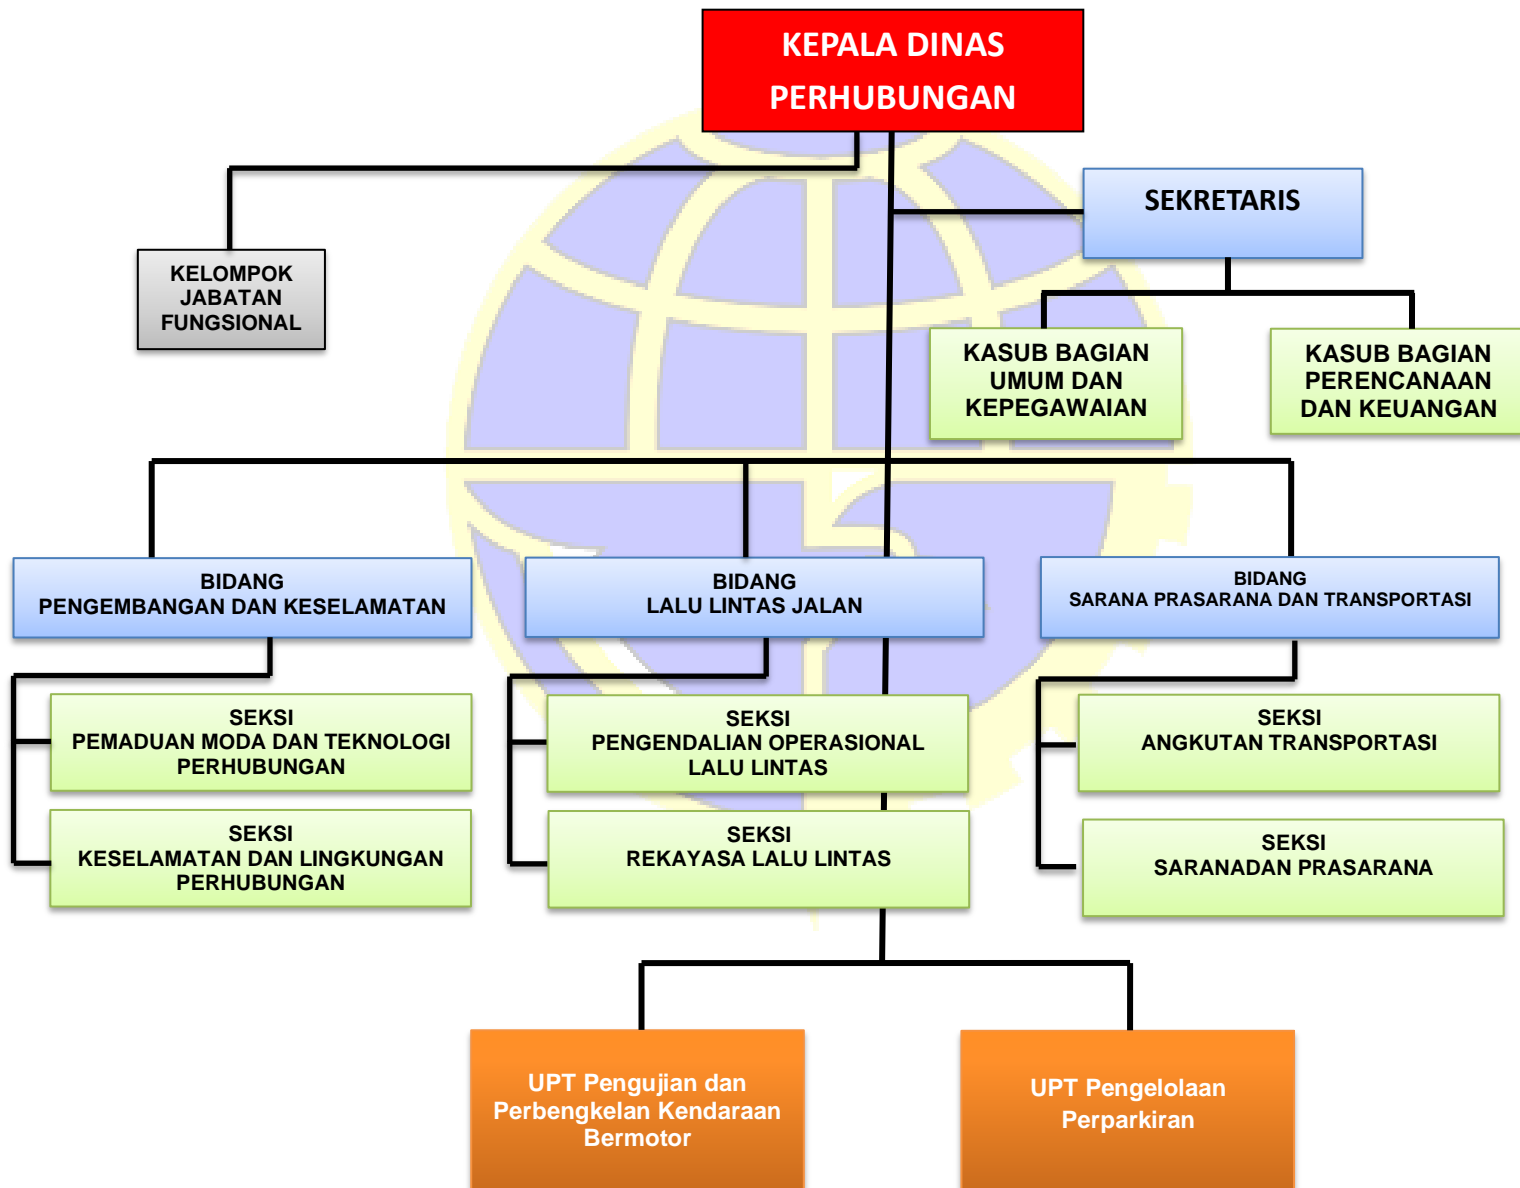 KEPALA DINAS
PERHUBUNGAN
SEKRETARIS
KELOMPOK
JABATAN
FUNGSIONAL
KASUB BAGIAN
UMUM DAN
KEPEGAWAIAN
KASUB BAGIAN
PERENCANAAN
DAN KEUANGAN
BIDANG
PENGEMBANGAN DAN KESELAMATAN
BIDANG
LALU LINTAS JALAN
BIDANG
SARANA PRASARANA DAN TRANSPORTASI
SEKSI
PEMADUAN MODA DAN TEKNOLOGI
PERHUBUNGAN
SEKSI
PENGENDALIAN OPERASIONAL
LALU LINTAS
SEKSI
ANGKUTAN TRANSPORTASI
SEKSI
KESELAMATAN DAN LINGKUNGAN
PERHUBUNGAN
SEKSI
REKAYASA LALU LINTAS
SEKSI
SARANADAN PRASARANA
UPT Pengujian dan
Perbengkelan Kendaraan
Bermotor
UPT Pengelolaan
Perparkiran